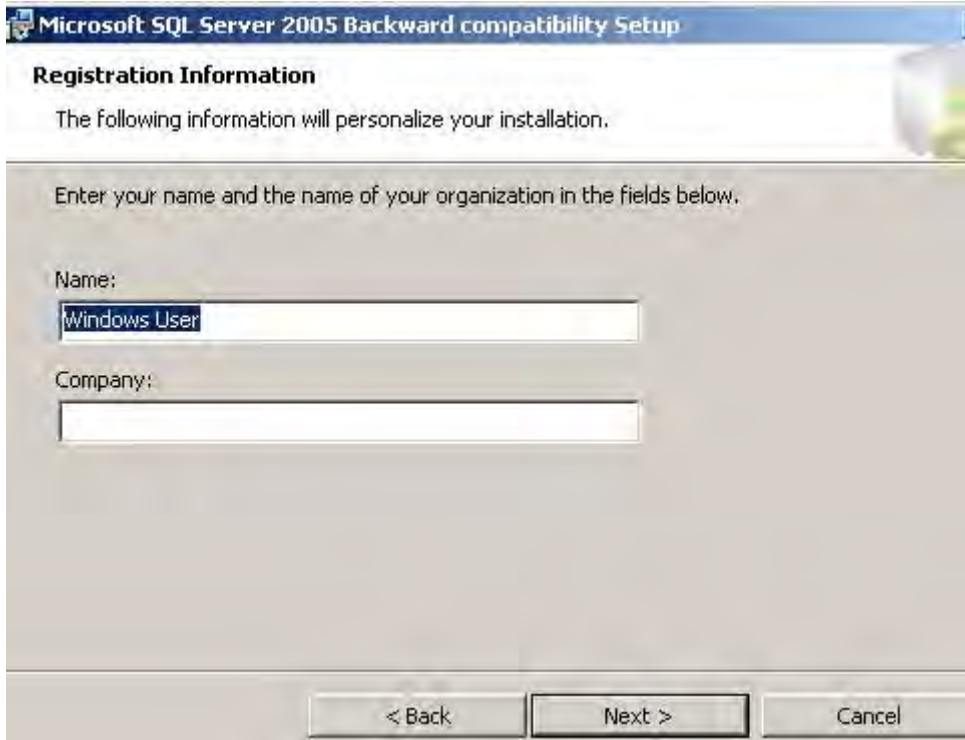 Microsoft SQL Server 2005 Backward compatibility Setup
Registration Information
The following information will personalize your installation.
Enter your name and the name of your organization in the fields below.
Name:
Windows User
Company:
< Back Next > Cancel